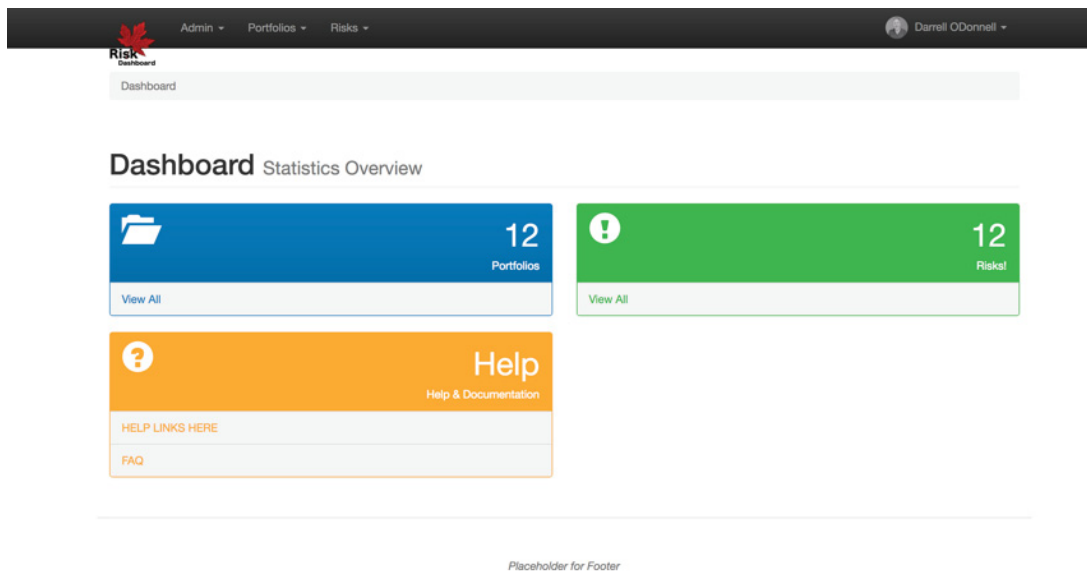 Admin Portfolios Risks Darrell ODonnell
Risk
Dashboard
Dashboard
Dashboard Statistics Overview
12
Portfolios
View All
12
Risks!
View All
Help
Help & Documentation
HELP LINKS HERE
FAQ
Placeholder for Footer